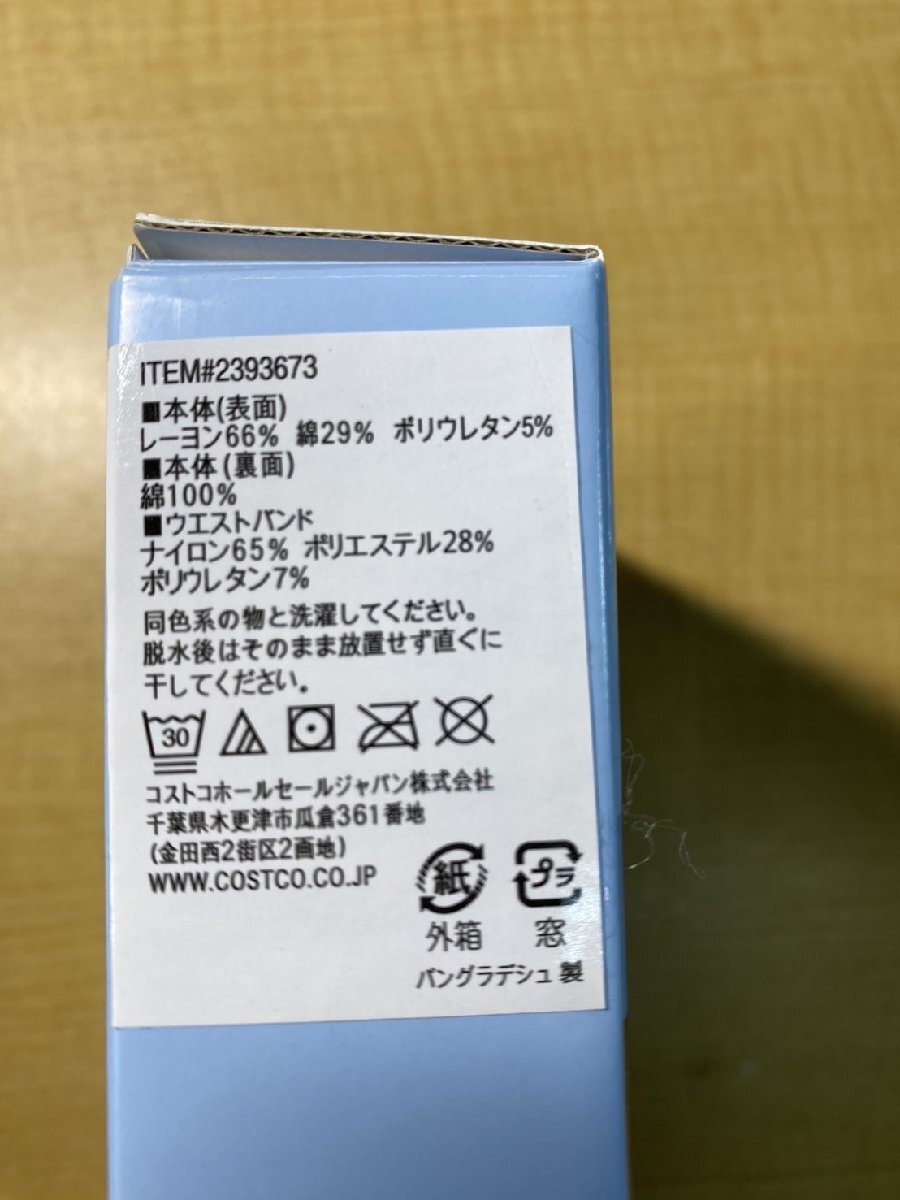 ITEM#2393673
■本体(表面)
レーヨン66% 綿29% ポリウレタン5%
■本体(裏面)
綿100%
■ウエストバンド
ナイロン65% ポリエステル28%
ポリウレタン7%
同色系の物と洗濯してください。
脱水後はそのまま放置せず直ぐに
干してください。
30
コストコホールセールジャパン株式会社
千葉県木更津市瓜倉361番地
(金田西2街区2画地)
WWW.COSTCO.CO.JP
紙 プラ
外箱 窓
バングラデシュ製